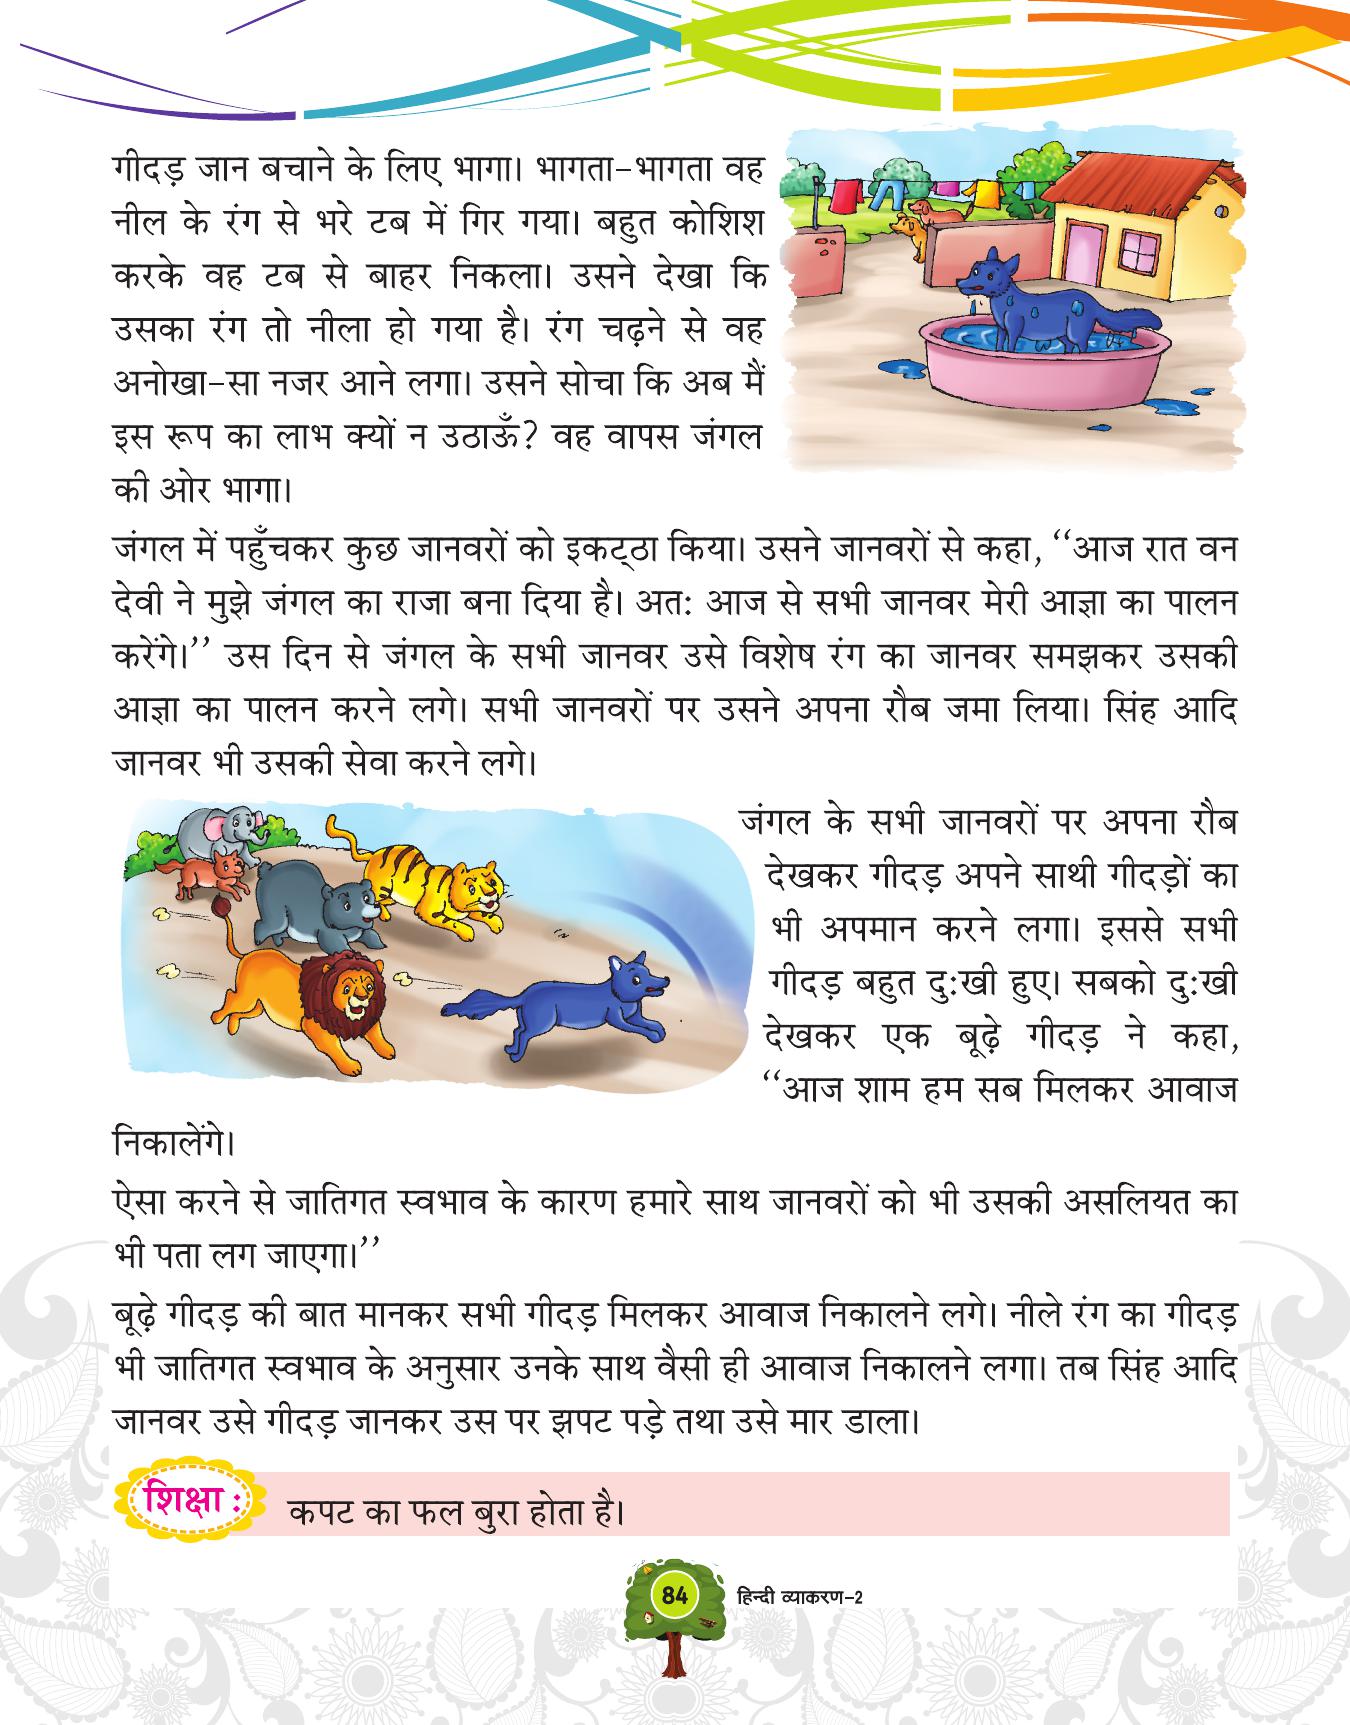 गीदड़ जान बचाने के लिए भागा। भागता-भागता वह
नील के रंग से भरे टब में गिर गया। बहुत कोशिश
करके वह टब से बाहर निकला। उसने देखा कि
उसका रंग तो नीला हो गया है। रंग चढ़ने से वह
अनोखा-सा नजर आने लगा। उसने सोचा कि अब मैं
इस रूप का लाभ क्यों न उठाऊँ? वह वापस जंगल
की ओर भागा।
जंगल में पहुँचकर कुछ जानवरों को इकट्ठा किया। उसने जानवरों से कहा, ‘‘आज रात वन
देवी ने मुझे जंगल का राजा बना दिया है। अतः आज से सभी जानवर मेरी आज्ञा का पालन
करेंगे।’’ उस दिन से जंगल के सभी जानवर उसे विशेष रंग का जानवर समझकर उसकी
आज्ञा का पालन करने लगे। सभी जानवरों पर उसने अपना रौब जमा लिया। सिंह आदि
जानवर भी उसकी सेवा करने लगे।
जंगल के सभी जानवरों पर अपना रौब
देखकर गीदड़ अपने साथी गीदड़ों का
भी अपमान करने लगा। इससे सभी
गीदड़ बहुत दुःखी हुए। सबको दुःखी
देखकर एक बूढ़े गीदड़ ने कहा,
‘‘आज शाम हम सब मिलकर आवाज
निकालेंगे।
ऐसा करने से जातिगत स्वभाव के कारण हमारे साथ जानवरों को भी उसकी असलियत का
भी पता लग जाएगा।’’
बूढ़े गीदड़ की बात मानकर सभी गीदड़ मिलकर आवाज निकालने लगे। नीले रंग का गीदड़
भी जातिगत स्वभाव के अनुसार उनके साथ वैसी ही आवाज निकालने लगा। तब सिंह आदि
जानवर उसे गीदड़ जानकर उस पर झपट पड़े तथा उसे मार डाला।
शिक्षा : कपट का फल बुरा होता है।
84 हिन्दी व्याकरण-2